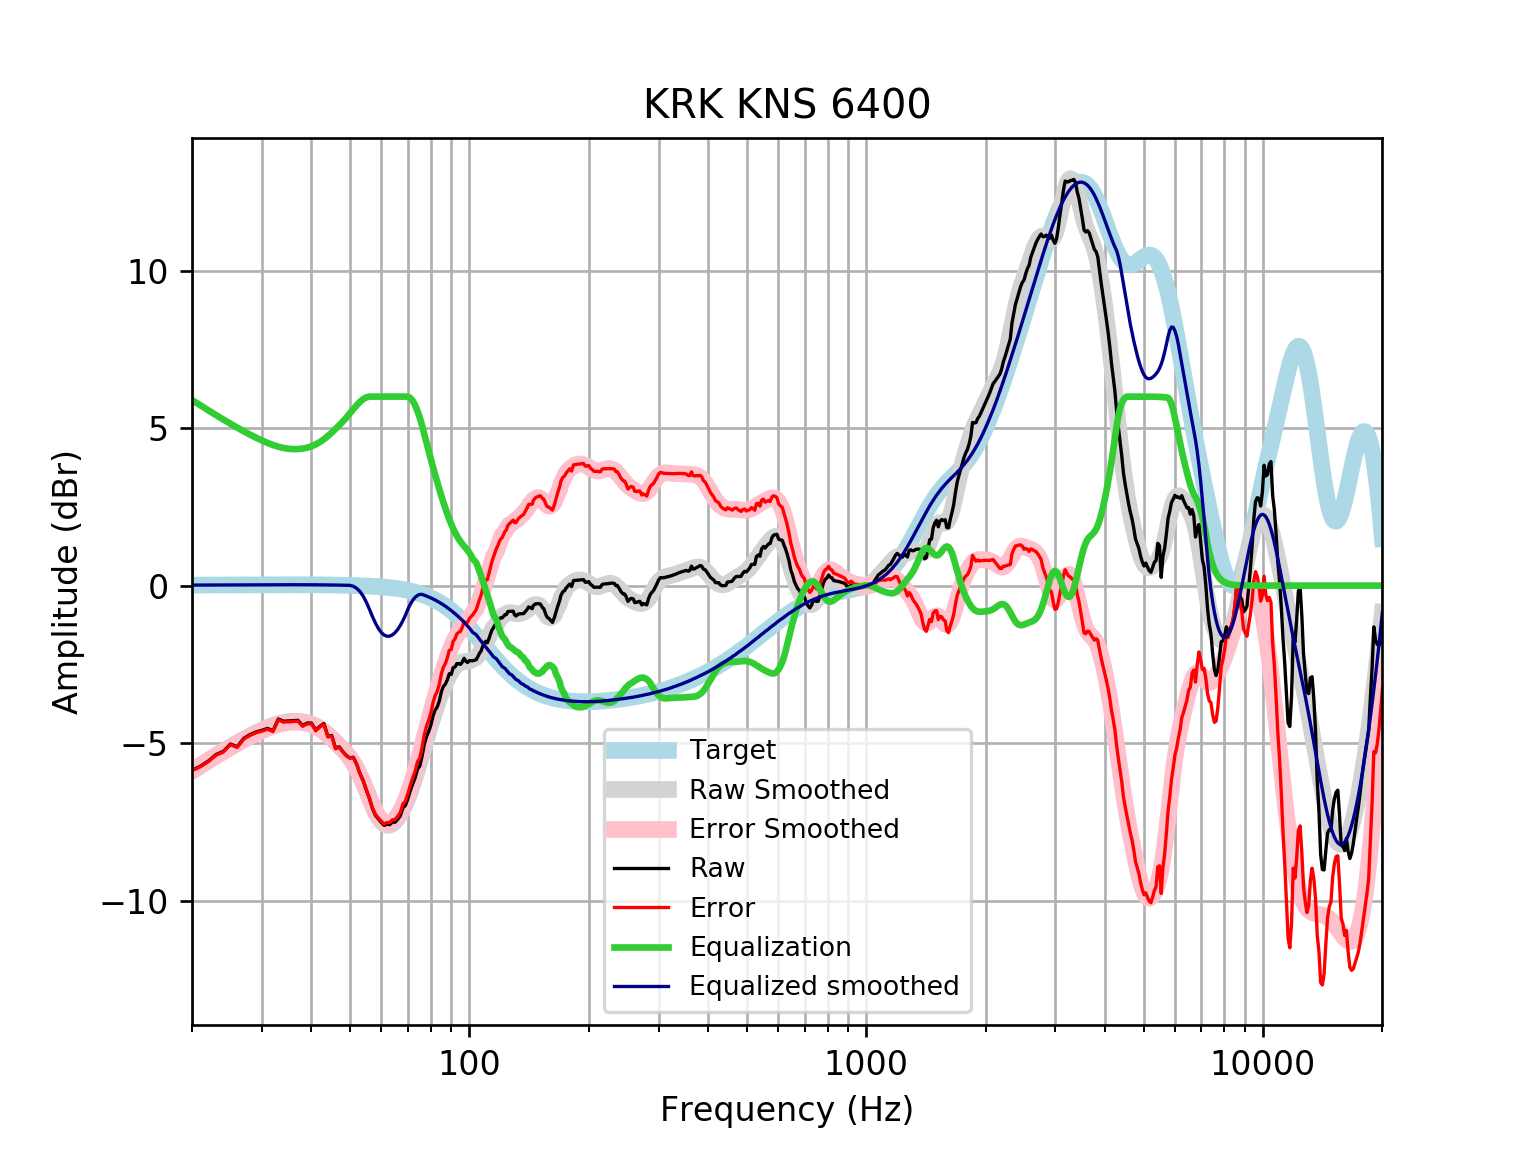 KRK KNS 6400
Amplitude (dBr)
10
5
0
−5
−10
Target
Raw Smoothed
Error Smoothed
Raw
Error
Equalization
Equalized smoothed
100 1000 10000
Frequency (Hz)